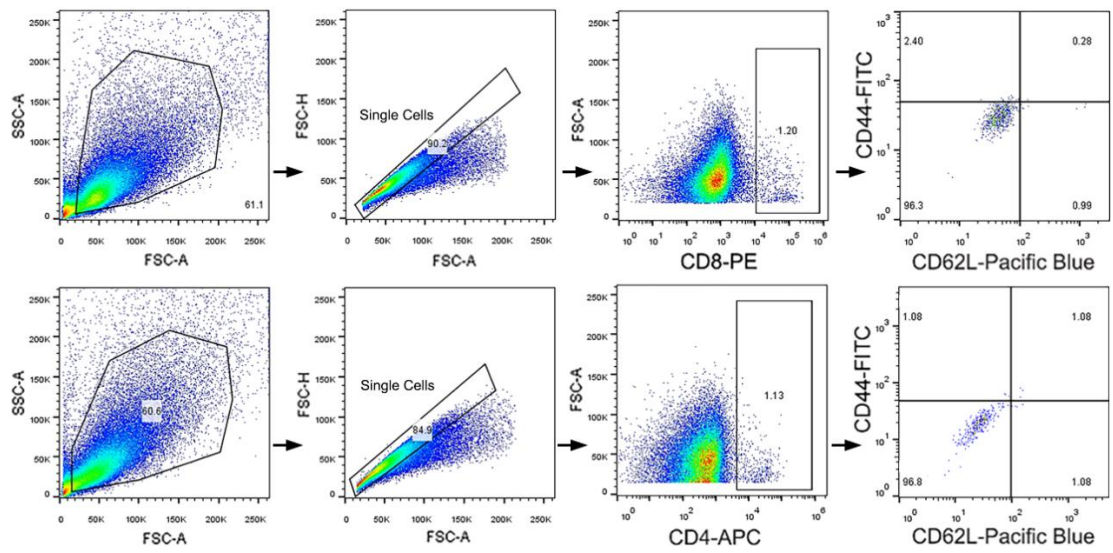 250K
200K
150K
100K
50K
0
SSC-A
61.1
0 50K 100K 150K 200K 250K
FSC-A
250K
200K
150K
100K
50K
0
FSC-H
Single Cells
90.2
0 50K 100K 150K 200K 250K
FSC-A
250K
200K
150K
100K
50K
0
FSC-A
1.20
10^0 10^1 10^2 10^3 10^4 10^5 10^6
CD8-PE
10^4
10^3
10^2
10^1
10^0
CD44-FITC
2.40 0.28
96.3 0.99
10^0 10^1 10^2 10^3
CD62L-Pacific Blue
250K
200K
150K
100K
50K
0
SSC-A
60.6
0 50K 100K 150K 200K 250K
FSC-A
250K
200K
150K
100K
50K
0
FSC-H
Single Cells
84.9
0 50K 100K 150K 200K 250K
FSC-A
250K
200K
150K
100K
50K
0
FSC-A
1.13
10^0 10^1 10^2 10^3 10^4 10^5 10^6
CD4-APC
10^3
10^2
10^1
10^0
CD44-FITC
1.08 1.08
96.8 1.08
10^0 10^1 10^2 10^3
CD62L-Pacific Blue